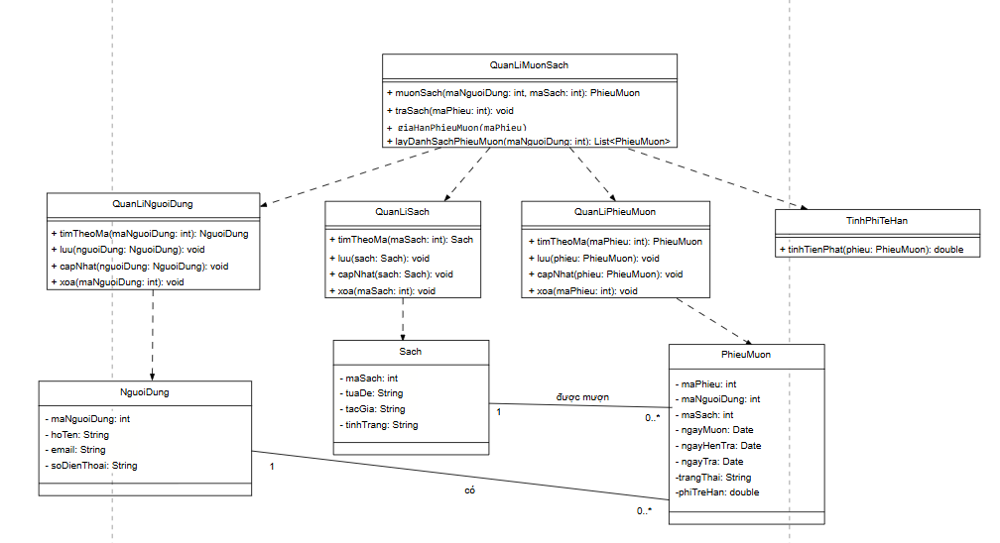 QuanLiMuonSach
+ muonSach(maNguoiDung: int, maSach: int): PhieuMuon
+ traSach(maPhieu: int): void
+ giaHanPhieuMuon(maPhieu)
+ layDanhSachPhieuMuon(maNguoiDung: int): List<PhieuMuon>
QuanLiNguoiDung
+ timTheoMa(maNguoiDung: int): NguoiDung
+ luu(nguoiDung: NguoiDung): void
+ capNhat(nguoiDung: NguoiDung): void
+ xoa(maNguoiDung: int): void
QuanLiSach
+ timTheoMa(maSach: int): Sach
+ luu(sach: Sach): void
+ capNhat(sach: Sach): void
+ xoa(maSach: int): void
QuanLiPhieuMuon
+ timTheoMa(maPhieu: int): PhieuMuon
+ luu(phieu: PhieuMuon): void
+ capNhat(phieu: PhieuMuon): void
+ xoa(maPhieu: int): void
TinhPhiTeHan
+ tinhTienPhat(phieu: PhieuMuon): double
NguoiDung
- maNguoiDung: int
- hoTen: String
- email: String
- soDienThoai: String
Sach
- maSach: int
- tuaDe: String
- tacGia: String
- tinhTrang: String
PhieuMuon
- maPhieu: int
- maNguoiDung: int
- maSach: int
- ngayMuon: Date
- ngayHenTra: Date
- ngayTra: Date
-trangThai: String
-phiTreHan: double
được mượn
1
0..*
1
có
0..*